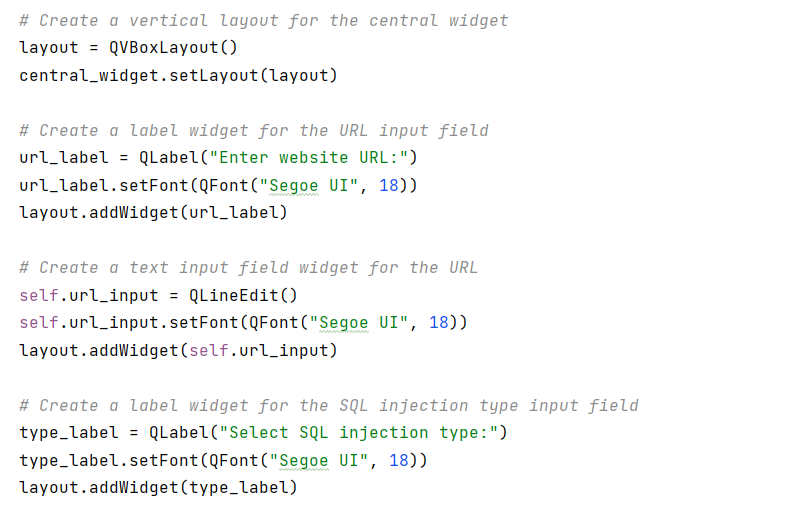 # Create a vertical layout for the central widget
layout = QVBoxLayout()
central_widget.setLayout(layout)
# Create a label widget for the URL input field
url_label = QLabel("Enter website URL:")
url_label.setFont(QFont("Segoe UI", 18))
layout.addWidget(url_label)
# Create a text input field widget for the URL
self.url_input = QLineEdit()
self.url_input.setFont(QFont("Segoe UI", 18))
layout.addWidget(self.url_input)
# Create a label widget for the SQL injection type input field
type_label = QLabel("Select SQL injection type:")
type_label.setFont(QFont("Segoe UI", 18))
layout.addWidget(type_label)